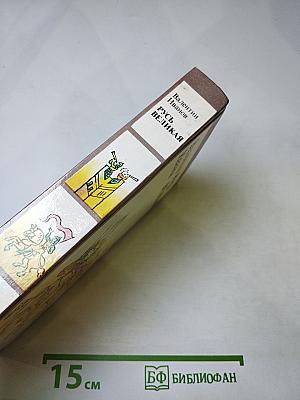 Валентин
Иванов
РУСЬ
ВЕЛИКАЯ
15 см
БФ БИБЛИОФАН